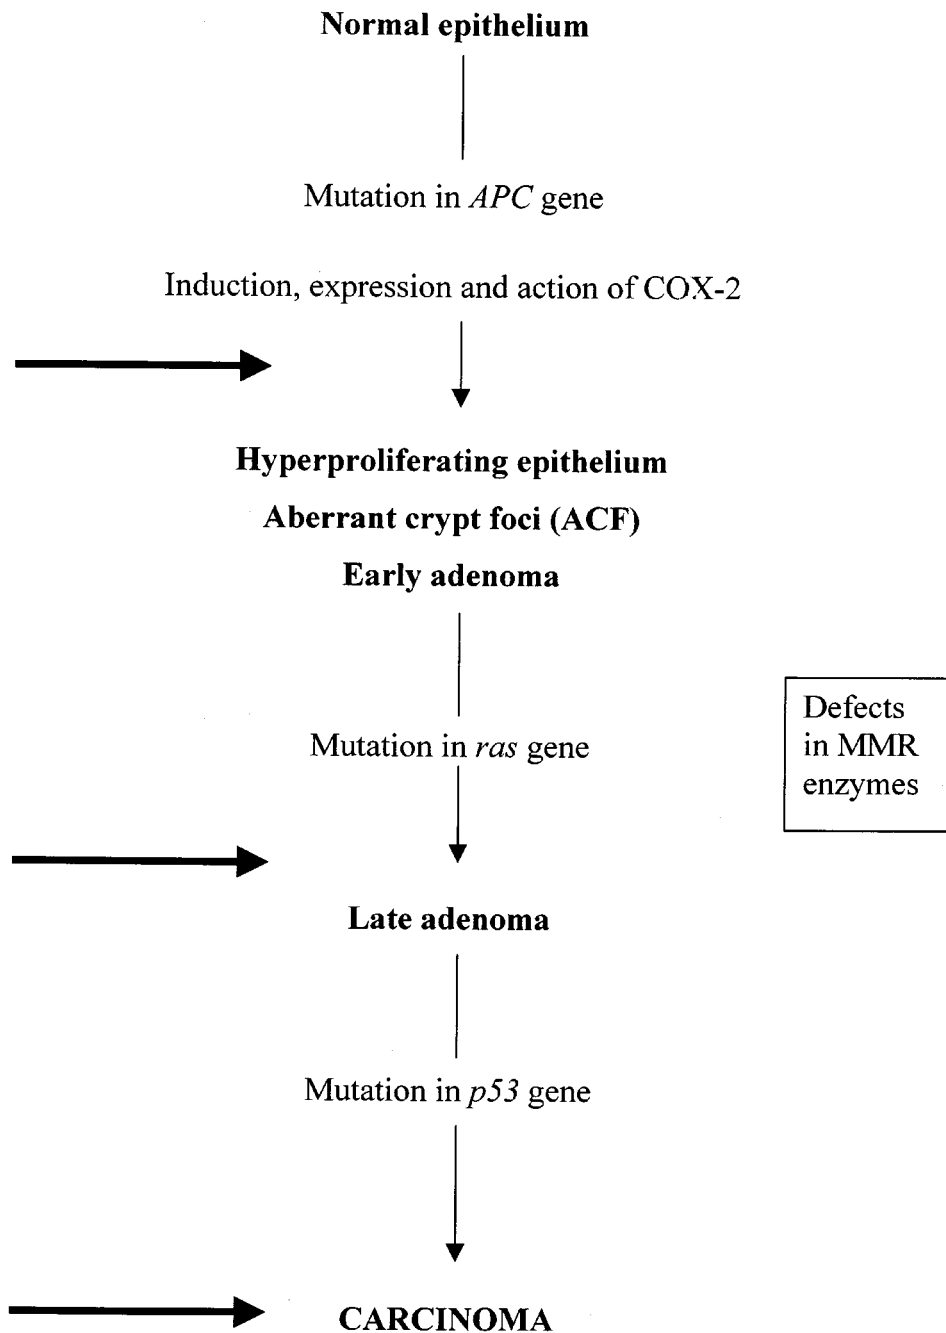 Normal epithelium
Mutation in APC gene
Induction, expression and action of COX-2
Hyperproliferating epithelium
Aberrant crypt foci (ACF)
Early adenoma
Mutation in ras gene
Defects
in MMR
enzymes
Late adenoma
Mutation in p53 gene
CARCINOMA